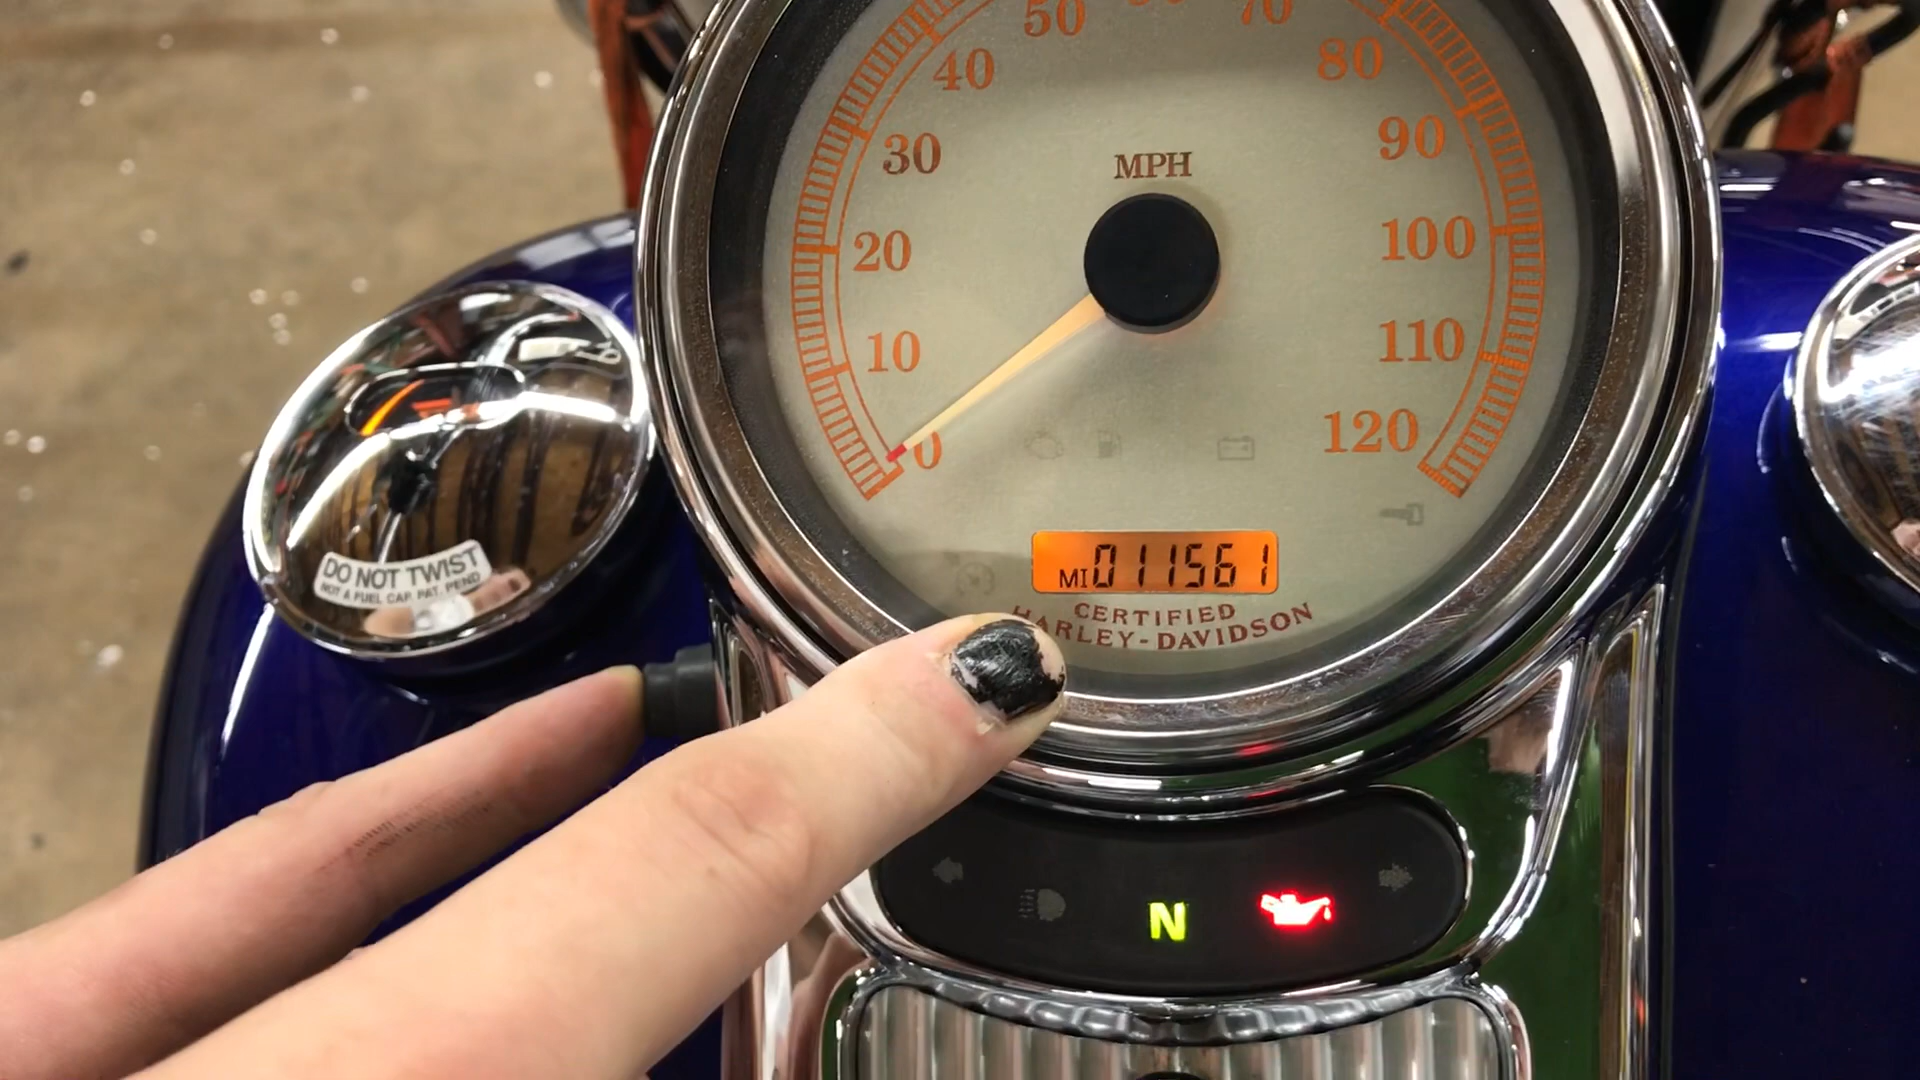 50
70
40
80
30
MPH
90
20
100
10
110
0
120
MI 011561
CERTIFIED
HARLEY-DAVIDSON
DO NOT TWIST
NOT A FUEL CAP. PAT. PEND
N